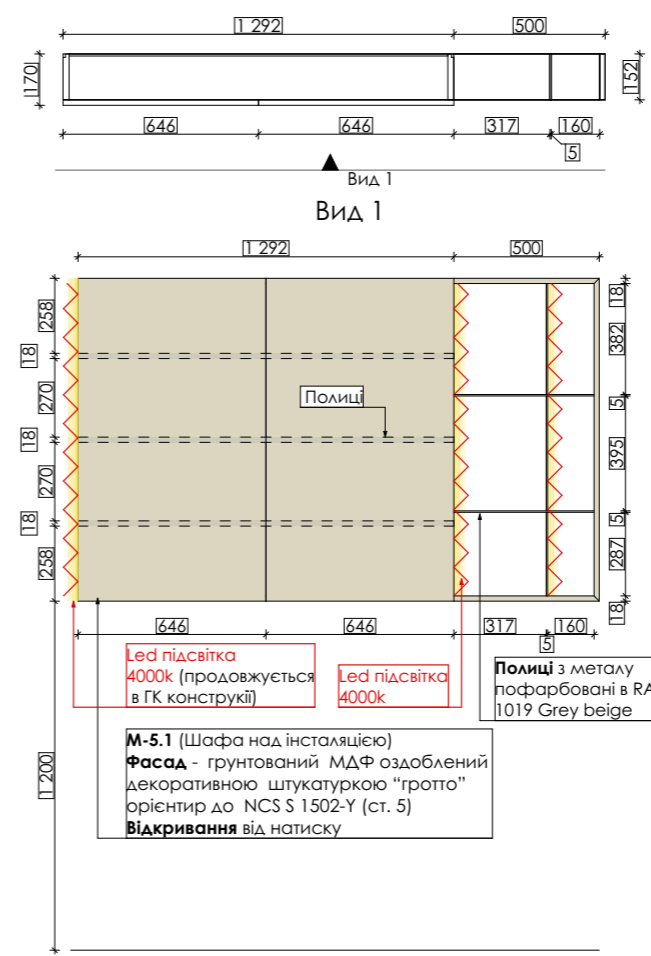 1 292
500
170
152
646
646
317
160
5
Вид 1
Вид 1
1 292
500
258
18
270
18
270
18
258
18
382
5
395
5
287
18
Полиці
646
646
317
160
5
Led підсвітка
4000k (продовжується
в ГК конструкії)
Led підсвітка
4000k
Полиці з металу
пофарбовані в RA
1019 Grey beige
М-5.1 (Шафа над інсталяцією)
Фасад - грунтований МДФ оздоблений
декоративною штукатуркою “гротто”
орієнтир до NCS S 1502-Y (ст. 5)
Відкривання від натиску
1 200